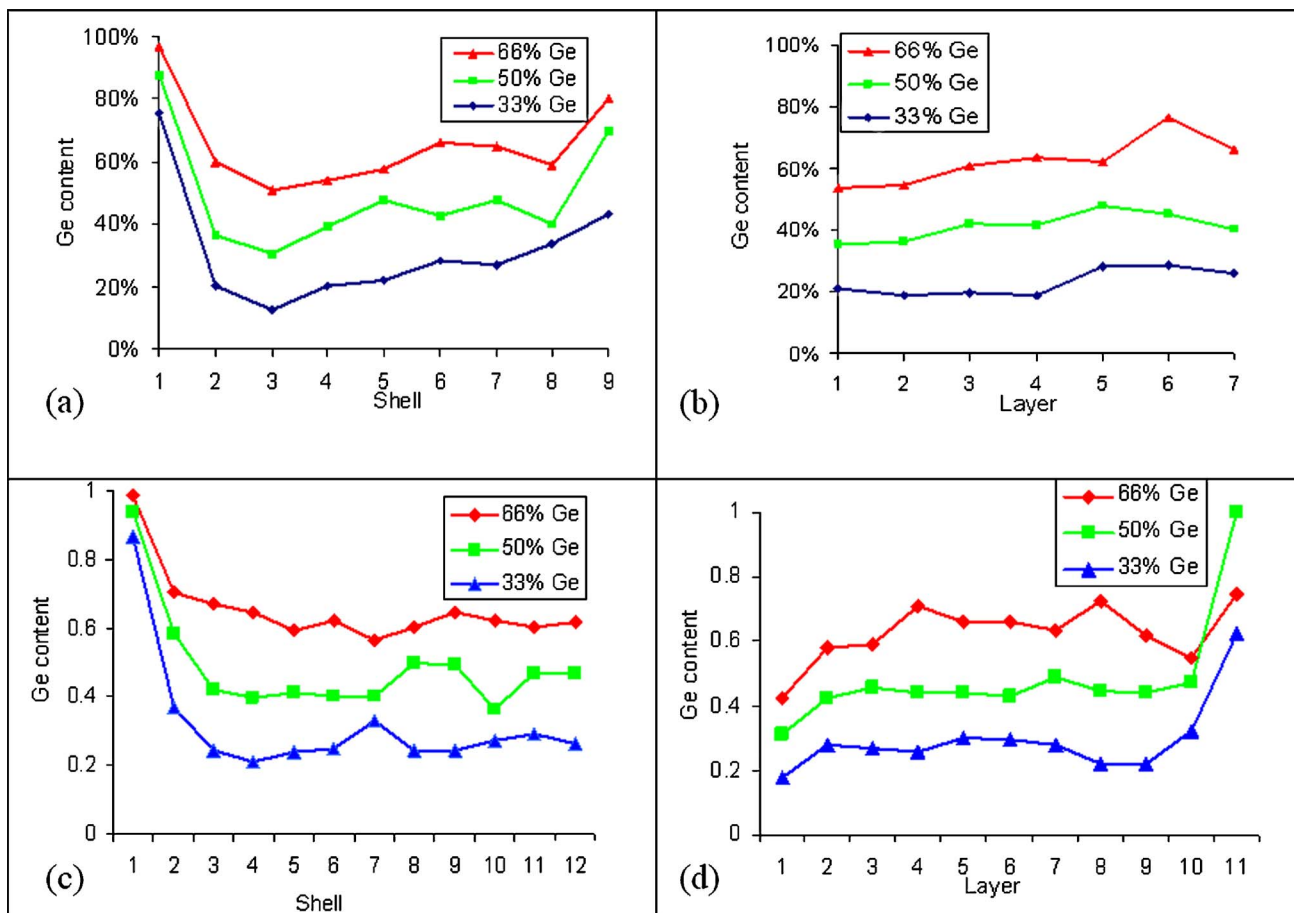 100%
80%
60%
40%
20%
0%
Ge content
66% Ge
50% Ge
33% Ge
1 2 3 4 5 6 7 8 9
Shell
(a)
100%
80%
60%
40%
20%
0%
Ge content
66% Ge
50% Ge
33% Ge
1 2 3 4 5 6 7
Layer
(b)
1
0.8
0.6
0.4
0.2
0
Ge content
66% Ge
50% Ge
33% Ge
1 2 3 4 5 6 7 8 9 10 11 12
Shell
(c)
1
0.8
0.6
0.4
0.2
0
Ge content
66% Ge
50% Ge
33% Ge
1 2 3 4 5 6 7 8 9 10 11
Layer
(d)